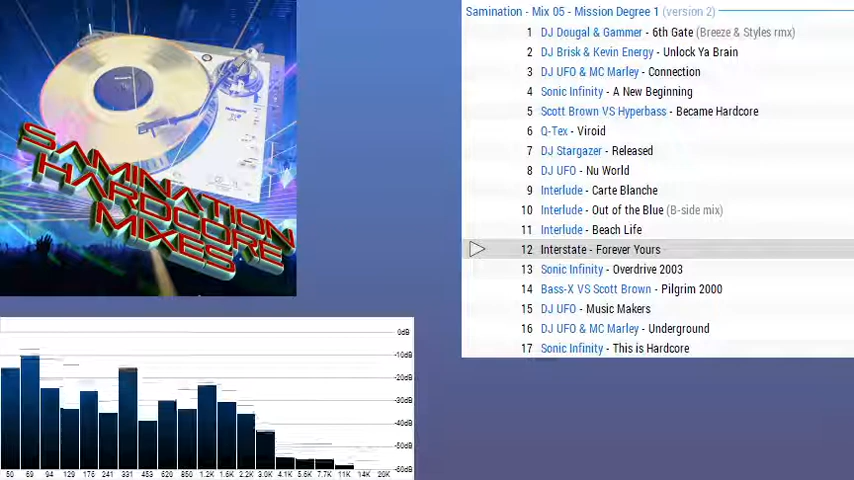 SAMINATION
HARDCORE
MIXES
Samination - Mix 05 - Mission Degree 1 (version 2)
1 DJ Dougal & Gammer - 6th Gate (Breeze & Styles rmx)
2 DJ Brisk & Kevin Energy - Unlock Ya Brain
3 DJ UFO & MC Marley - Connection
4 Sonic Infinity - A New Beginning
5 Scott Brown VS Hyperbass - Became Hardcore
6 Q-Tex - Viroid
7 DJ Stargazer - Released
8 DJ UFO - Nu World
9 Interlude - Carte Blanche
10 Interlude - Out of the Blue (B-side mix)
11 Interlude - Beach Life
12 Interstate - Forever Yours
13 Sonic Infinity - Overdrive 2003
14 Bass-X VS Scott Brown - Pilgrim 2000
15 DJ UFO - Music Makers
16 DJ UFO & MC Marley - Underground
17 Sonic Infinity - This is Hardcore
0dB
-10dB
-20dB
-30dB
-40dB
-50dB
-60dB
50 69 94 129 176 241 331 453 620 850 1.2K 1.6K 2.2K 3.0K 4.1K 5.6K 7.7K 11K 14K 20K